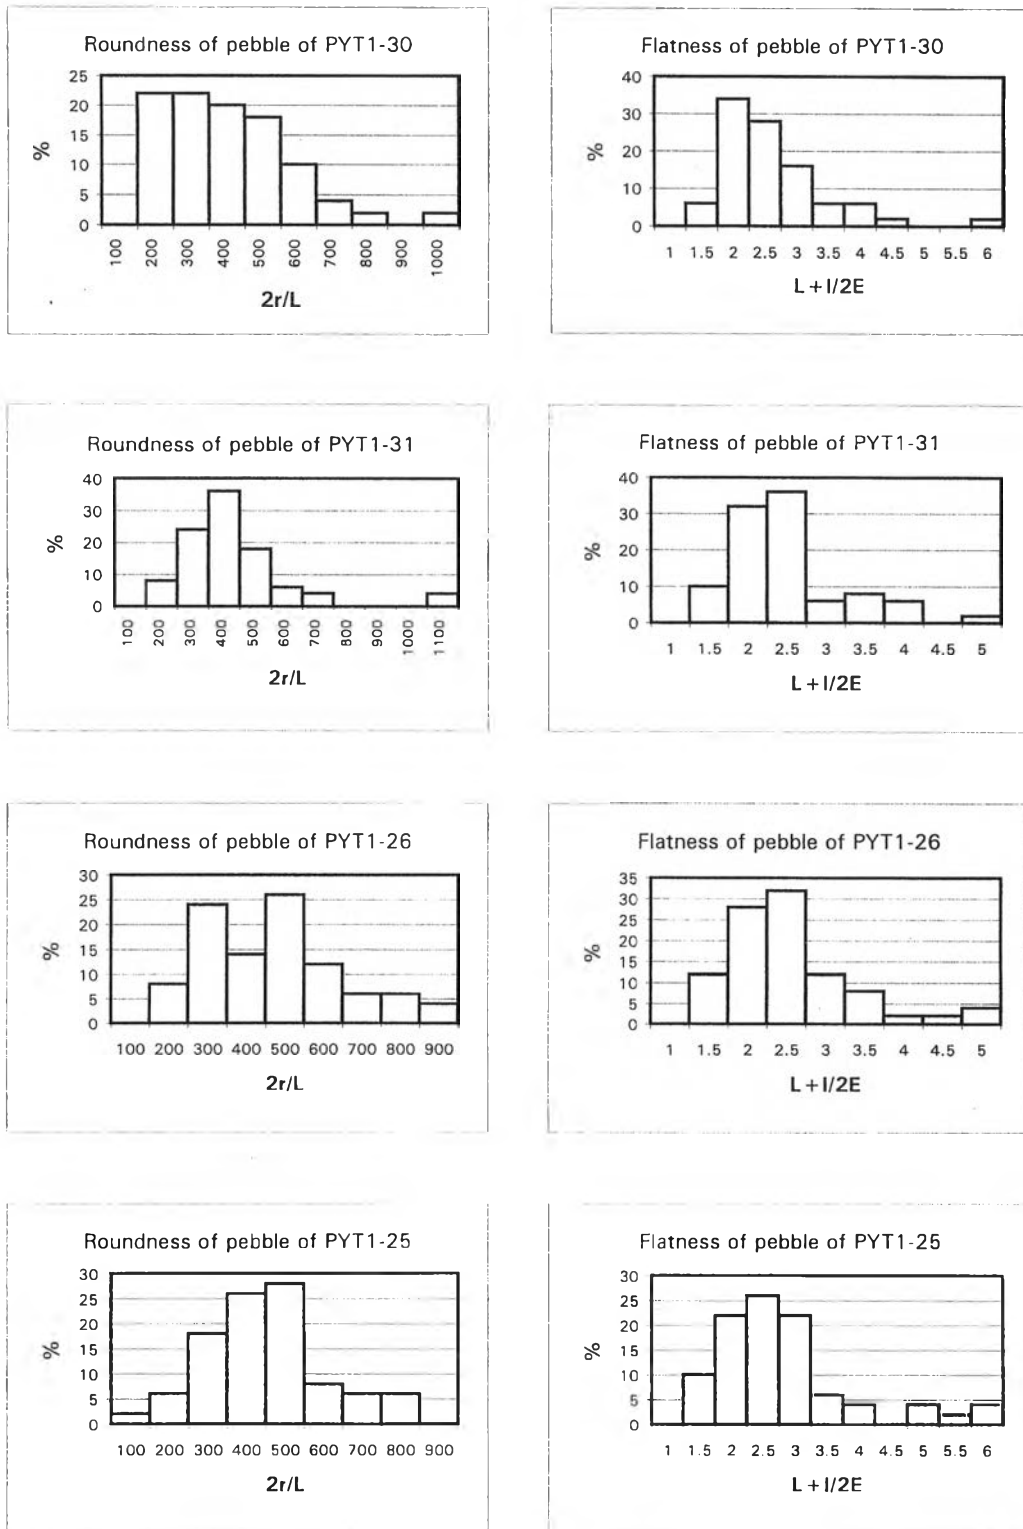 Roundness of pebble of PYT1-30
25
20
15
10
5
0
%
100 200 300 400 500 600 700 800 900 1000
2r/L
Flatness of pebble of PYT1-30
40
30
20
10
0
%
1 1.5 2 2.5 3 3.5 4 4.5 5 5.5 6
L+l/2E
Roundness of pebble of PYT1-31
40
30
20
10
0
%
100 200 300 400 500 600 700 800 900 1000 1100
2r/L
Flatness of pebble of PYT1-31
40
30
20
10
0
%
1 1.5 2 2.5 3 3.5 4 4.5 5
L+l/2E
Roundness of pebble of PYT1-26
30
25
20
15
10
5
0
%
100 200 300 400 500 600 700 800 900
2r/L
Flatness of pebble of PYT1-26
35
30
25
20
15
10
5
0
%
1 1.5 2 2.5 3 3.5 4 4.5 5
L+l/2E
Roundness of pebble of PYT1-25
30
25
20
15
10
5
0
%
100 200 300 400 500 600 700 800 900
2r/L
Flatness of pebble of PYT1-25
30
25
20
15
10
5
0
%
1 1.5 2 2.5 3 3.5 4 4.5 5 5.5 6
L+l/2E